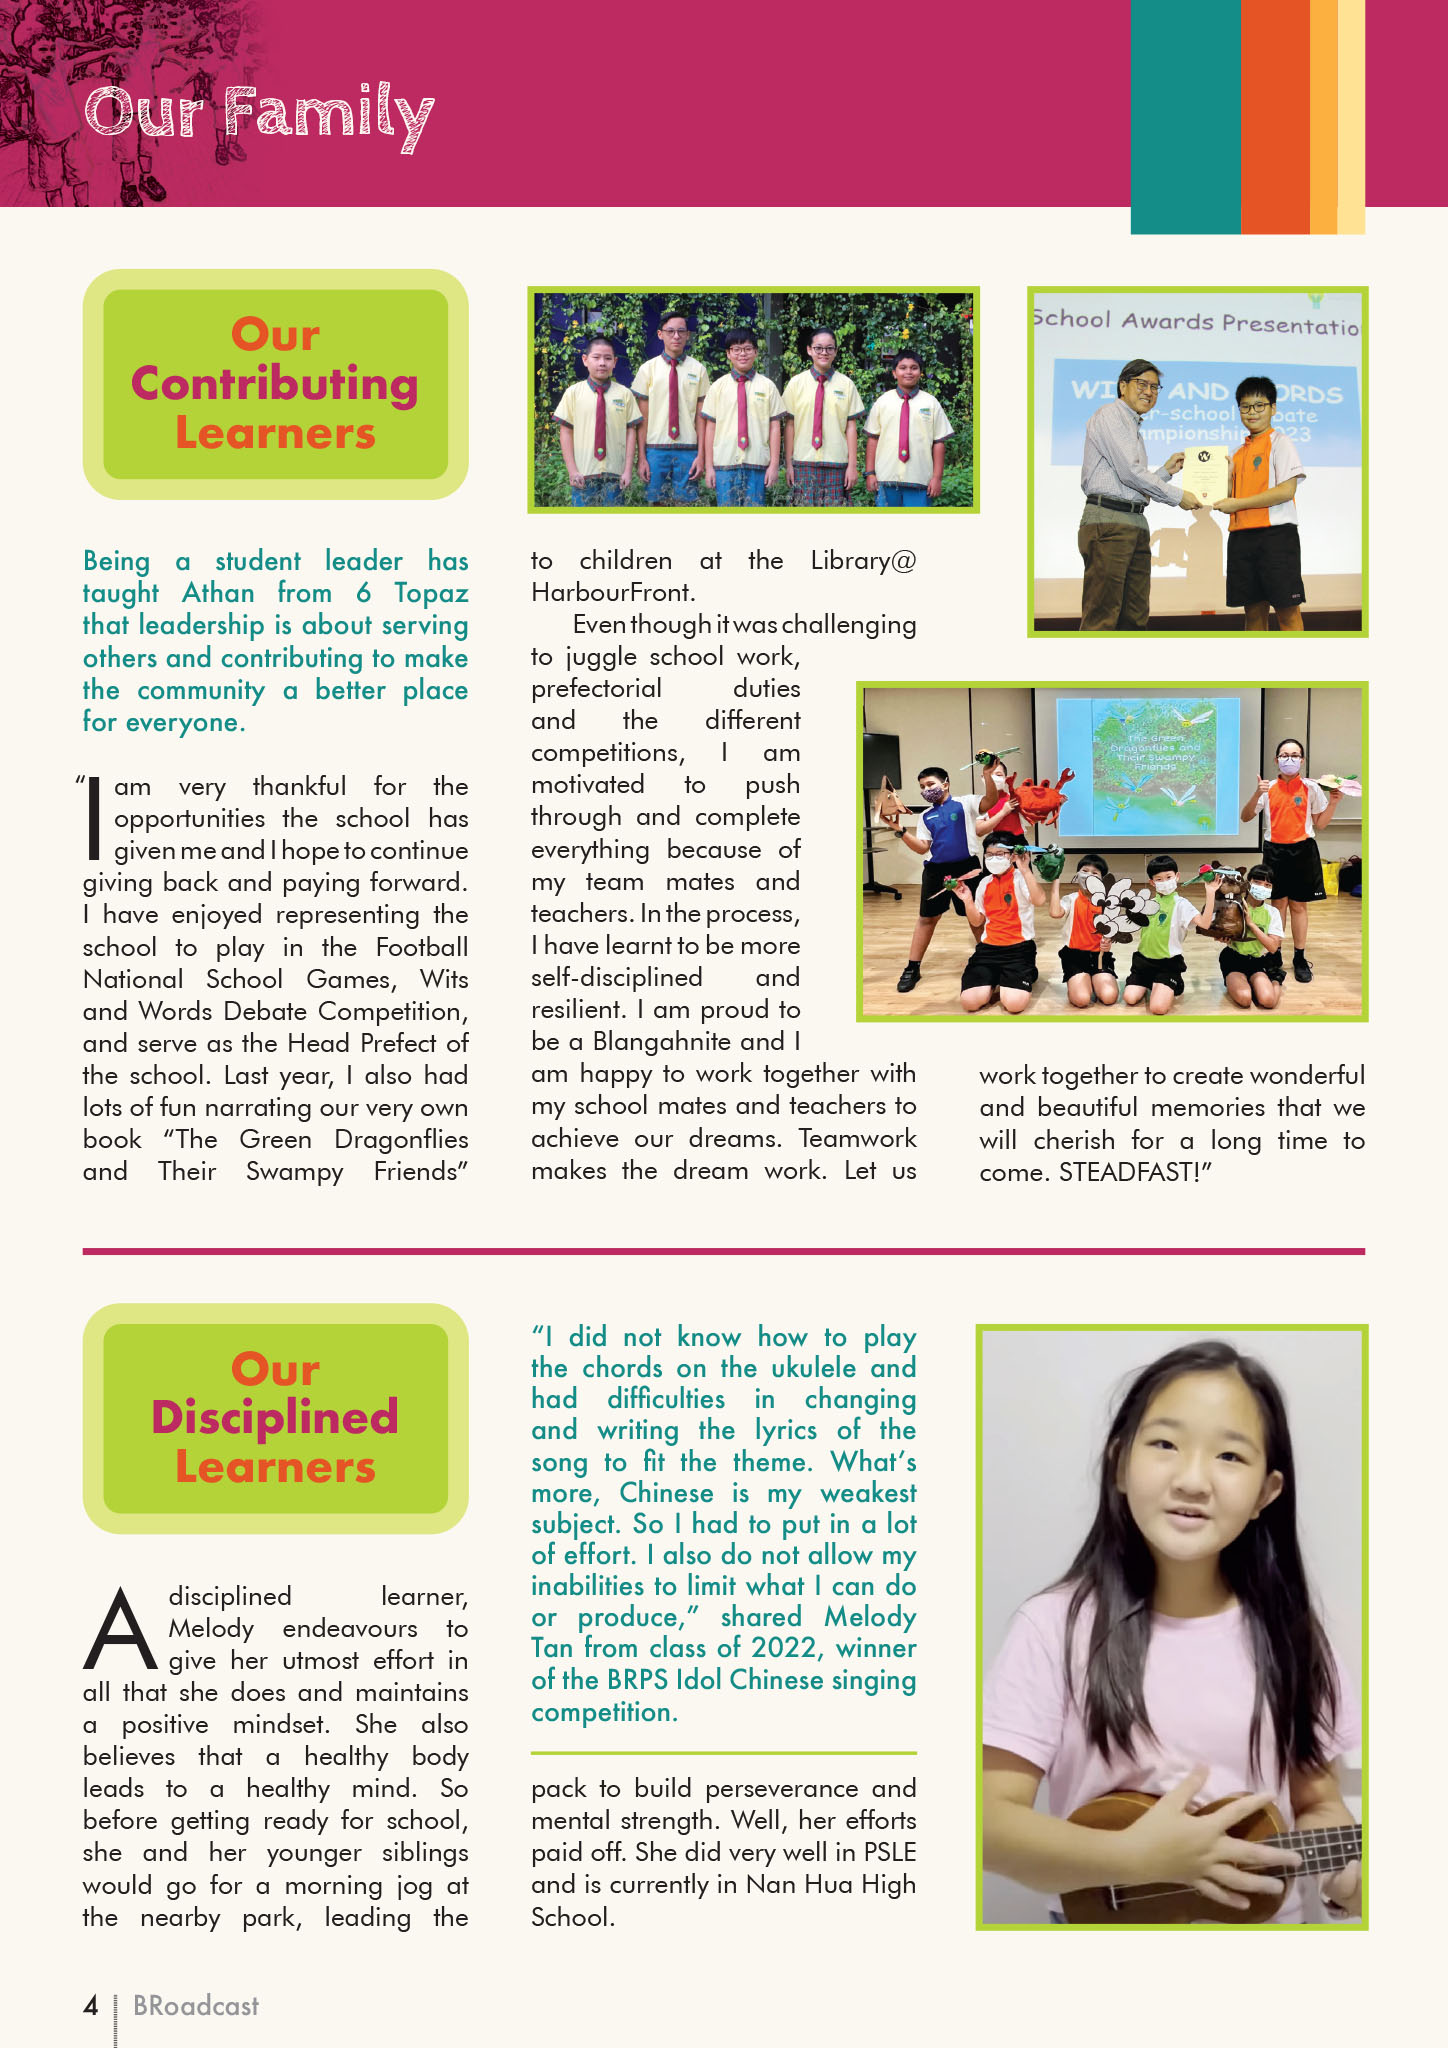 Our Family
Our
Contributing
Learners
Being a student leader has
taught Athan from 6 Topaz
that leadership is about serving
others and contributing to make
the community a better place
for everyone.
“I am very thankful for the
opportunities the school has
given me and I hope to continue
giving back and paying forward.
I have enjoyed representing the
school to play in the Football
National School Games, Wits
and Words Debate Competition,
and serve as the Head Prefect of
the school. Last year, I also had
lots of fun narrating our very own
book “The Green Dragonflies
and Their Swampy Friends”
to children at the Library@
HarbourFront.
Even though it was challenging
to juggle school work,
prefectorial duties
and the different
competitions, I am
motivated to push
through and complete
everything because of
my team mates and
teachers. In the process,
I have learnt to be more
self-disciplined and
resilient. I am proud to
be a Blangahnite and I
am happy to work together with
my school mates and teachers to
achieve our dreams. Teamwork
makes the dream work. Let us
School Awards Presentatio
WI AND ORDS
er-school bate
mpionship 23
The Green
Dragonflies and
Their Swampy
Friends
work together to create wonderful
and beautiful memories that we
will cherish for a long time to
come. STEADFAST!”
Our
Disciplined
Learners
A disciplined learner,
Melody endeavours to
give her utmost effort in
all that she does and maintains
a positive mindset. She also
believes that a healthy body
leads to a healthy mind. So
before getting ready for school,
she and her younger siblings
would go for a morning jog at
the nearby park, leading the
“I did not know how to play
the chords on the ukulele and
had difficulties in changing
and writing the lyrics of the
song to fit the theme. What’s
more, Chinese is my weakest
subject. So I had to put in a lot
of effort. I also do not allow my
inabilities to limit what I can do
or produce,” shared Melody
Tan from class of 2022, winner
of the BRPS Idol Chinese singing
competition.
pack to build perseverance and
mental strength. Well, her efforts
paid off. She did very well in PSLE
and is currently in Nan Hua High
School.
4 BRoadcast